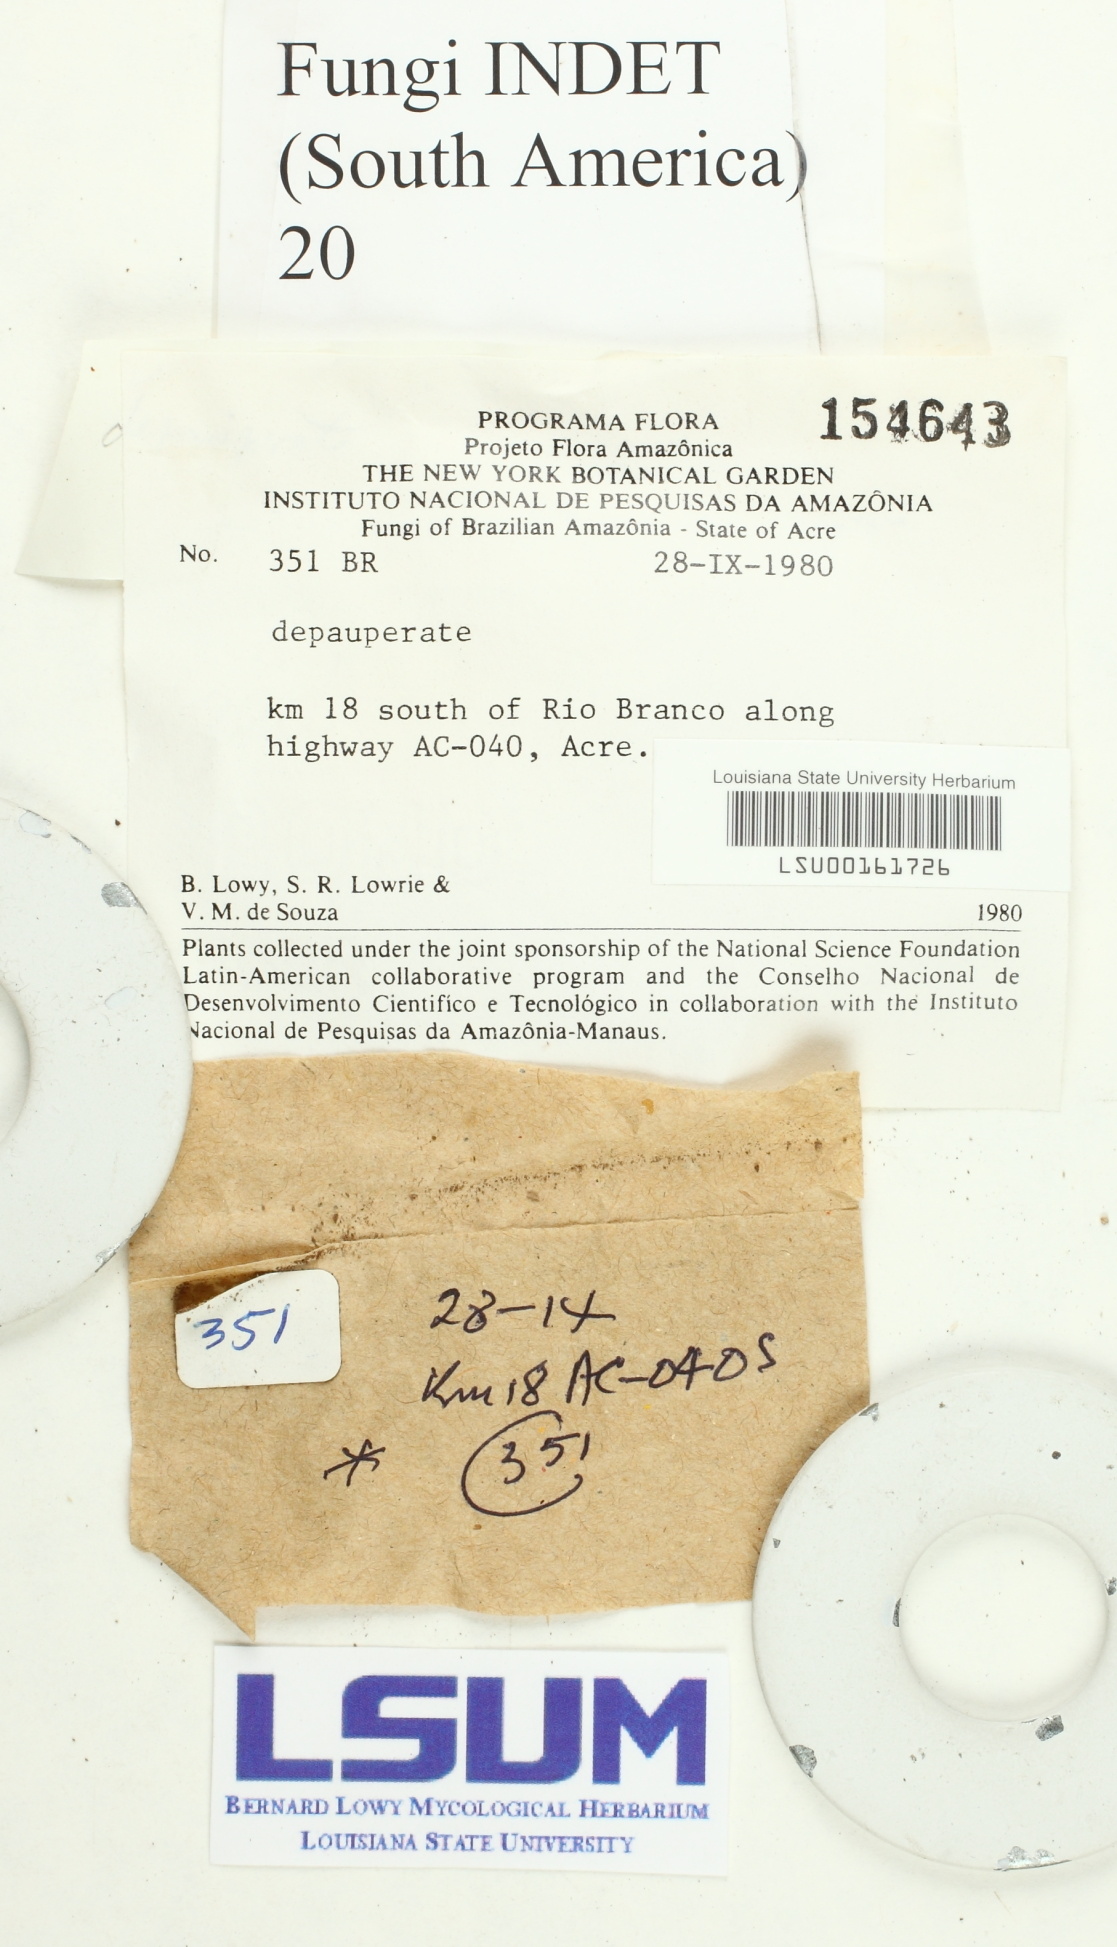 Fungi INDET
(South America)
20
154643
PROGRAMA FLORA
Projeto Flora Amazônica
THE NEW YORK BOTANICAL GARDEN
INSTITUTO NACIONAL DE PESQUISAS DA AMAZÔNIA
Fungi of Brazilian Amazônia - State of Acre
No. 351 BR 28-IX-1980
depauperate
km 18 south of Rio Branco along
highway AC-040, Acre.
Louisiana State University Herbarium
LSU00161726
B. Lowy, S. R. Lowrie &
V. M. de Souza 1980
Plants collected under the joint sponsorship of the National Science Foundation
Latin-American collaborative program and the Conselho Nacional de
Desenvolvimento Cientifíco e Tecnológico in collaboration with the Instituto
Nacional de Pesquisas da Amazônia-Manaus.
351
28-1X
Km 18 AC-040 S
* 351
LSUM
BERNARD LOWY MYCOLOGICAL HERBARIUM
LOUISIANA STATE UNIVERSITY